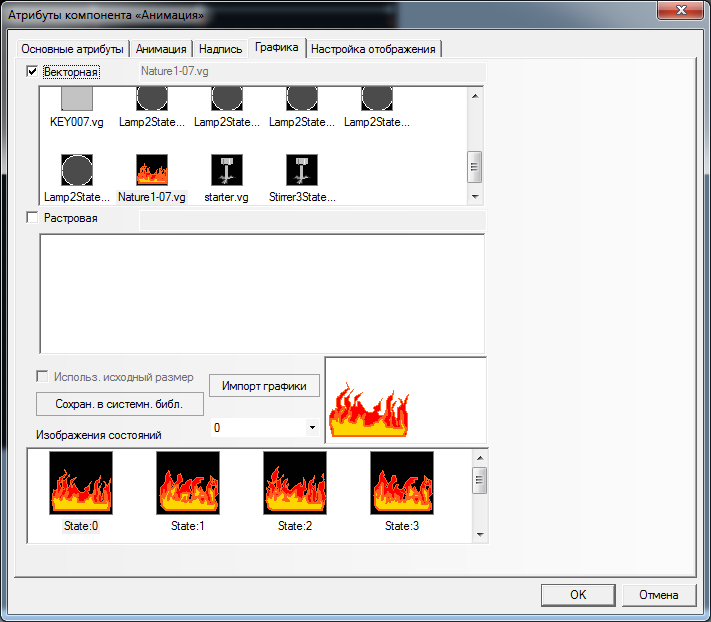 Атрибуты компонента «Анимация»
Основные атрибуты Анимация Надпись Графика Настройка отображения
Векторная Nature1-07.vg
KEY007.vg Lamp2State... Lamp2State... Lamp2State... Lamp2State...
Lamp2State... Nature1-07.vg starter.vg Stirrer3State...
Растровая
Использ. исходный размер
Импорт графики
Сохран. в системн. библ.
0
Изображения состояний
State:0 State:1 State:2 State:3
OK Отмена